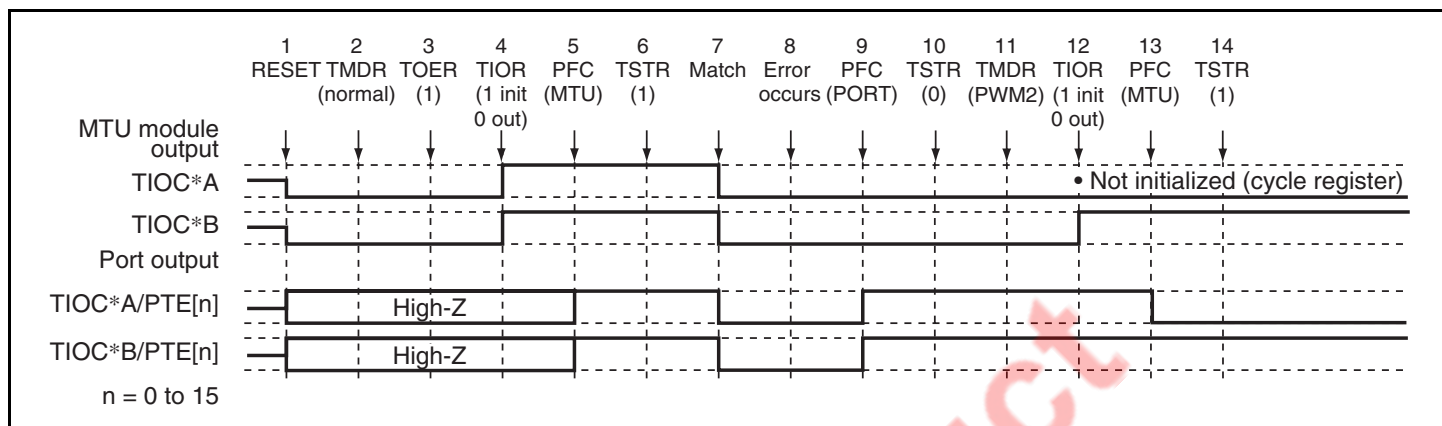 1 2 3 4 5 6 7 8 9 10 11 12 13 14
RESET TMDR TOER TIOR PFC TSTR Match Error PFC TSTR TMDR TIOR PFC TSTR
(normal) (1) (1 init (MTU) (1) occurs (PORT) (0) (PWM2) (1 init (MTU) (1)
0 out) 0 out)
MTU module
output
TIOC*A
• Not initialized (cycle register)
TIOC*B
Port output
TIOC*A/PTE[n]
High-Z
TIOC*B/PTE[n]
High-Z
n = 0 to 15